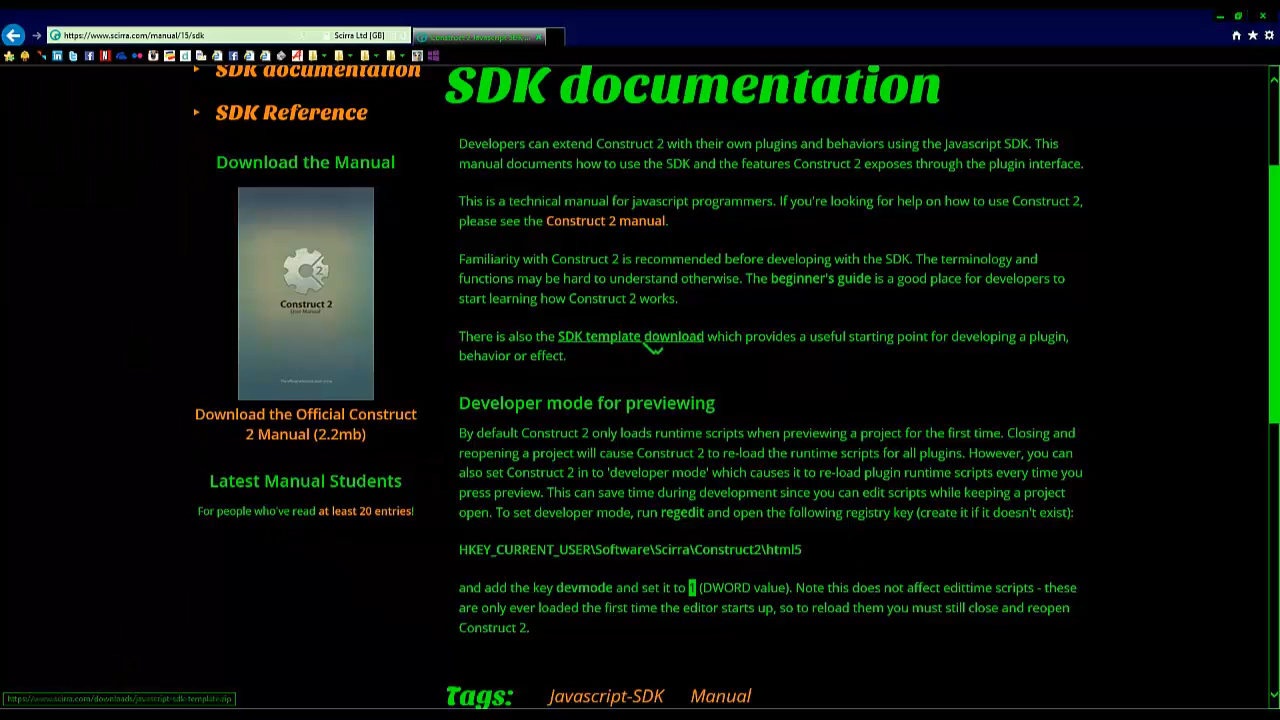 https://www.scirra.com/manual/15/sdk
Scirra Ltd [GB]
Construct 2 Javascript SDK...
SDK documentation
SDK Reference
Download the Manual
Construct 2
User Manual
Download the Official Construct
2 Manual (2.2mb)
Latest Manual Students
For people who've read at least 20 entries!
SDK documentation
Developers can extend Construct 2 with their own plugins and behaviors using the Javascript SDK. This
manual documents how to use the SDK and the features Construct 2 exposes through the plugin interface.
This is a technical manual for javascript programmers. If you're looking for help on how to use Construct 2,
please see the Construct 2 manual.
Familiarity with Construct 2 is recommended before developing with the SDK. The terminology and
functions may be hard to understand otherwise. The beginner's guide is a good place for developers to
start learning how Construct 2 works.
There is also the SDK template download which provides a useful starting point for developing a plugin,
behavior or effect.
Developer mode for previewing
By default Construct 2 only loads runtime scripts when previewing a project for the first time. Closing and
reopening a project will cause Construct 2 to re-load the runtime scripts for all plugins. However, you can
also set Construct 2 in to 'developer mode' which causes it to re-load plugin runtime scripts every time you
press preview. This can save time during development since you can edit scripts while keeping a project
open. To set developer mode, run regedit and open the following registry key (create it if it doesn't exist):
HKEY_CURRENT_USER\Software\Scirra\Construct2\html5
and add the key devmode and set it to 1 (DWORD value). Note this does not affect edittime scripts - these
are only ever loaded the first time the editor starts up, so to reload them you must still close and reopen
Construct 2.
Tags: Javascript-SDK Manual
https://www.scirra.com/downloads/javascript-sdk-template.zip